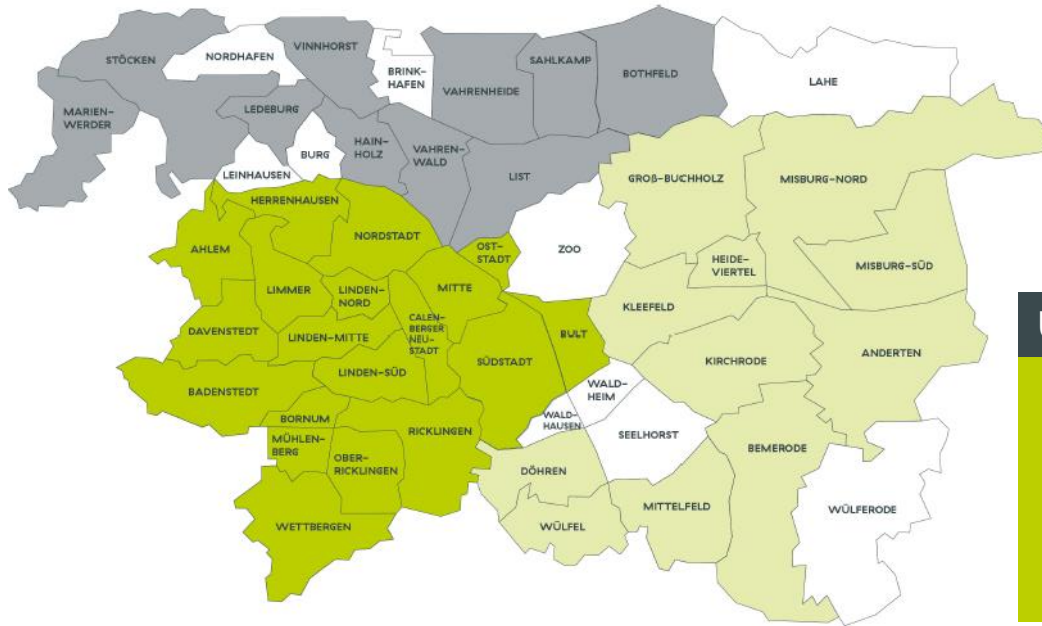 STÖCKEN
NORDHAFEN
VINNHORST
BRINK-
HAFEN
VAHRENHEIDE
SAHLKAMP
BOTHFELD
LAHE
MARIEN-
WERDER
LEDEBURG
BURG
HAIN-
HOLZ
VAHREN-
WALD
LIST
LEINHAUSEN
HERRENHAUSEN
GROß-BUCHHOLZ
MISBURG-NORD
AHLEM
NORDSTADT
OST-
STADT
ZOO
HEIDE-
VIERTEL
MISBURG-SÜD
LIMMER
LINDEN-
NORD
MITTE
KLEEFELD
DAVENSTEDT
LINDEN-MITTE
CALEN-
BERGER
NEU-
STADT
BULT
SÜDSTADT
KIRCHRODE
ANDERTEN
BADENSTEDT
LINDEN-SÜD
WALD-
HEIM
BORNUM
RICKLINGEN
WALD-
HAUSEN
SEELHORST
MÜHLEN-
BERG
OBER-
RICKLINGEN
DÖHREN
BEMERODE
WETTBERGEN
WÜLFEL
MITTELFELD
WÜLFERODE